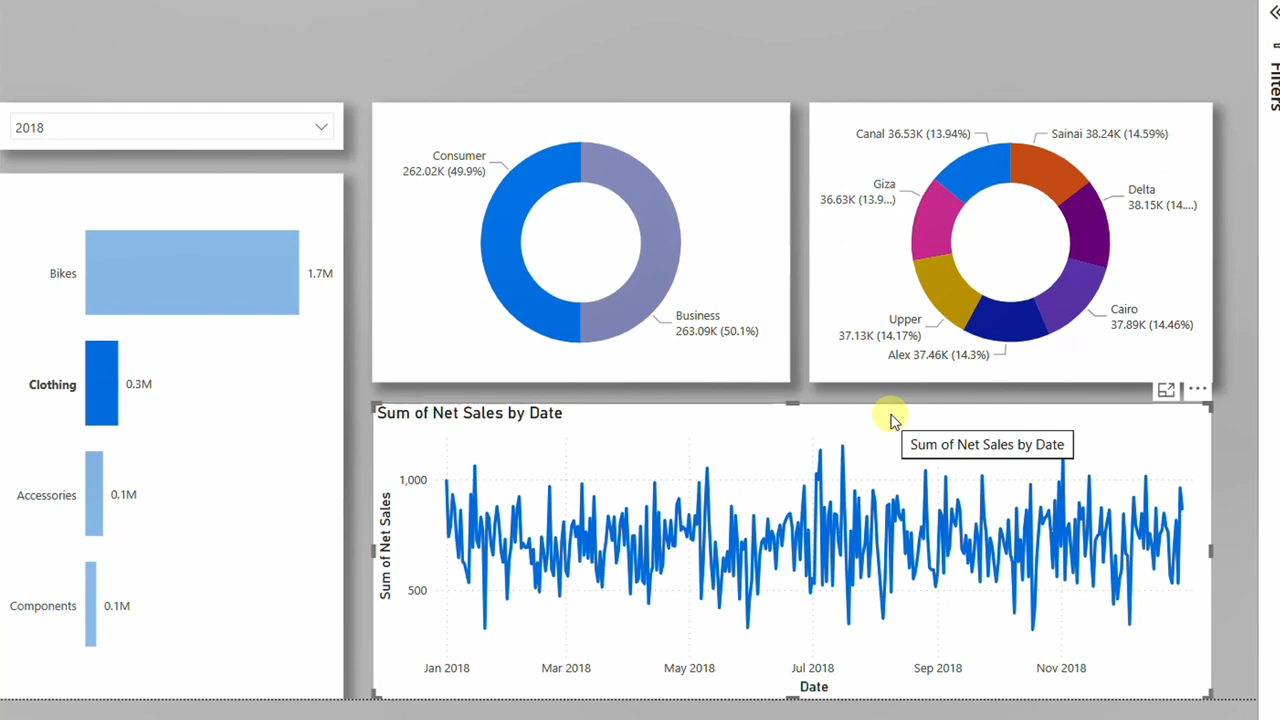 2018
Bikes
1.7M
Clothing
0.3M
Accessories
0.1M
Components
0.1M
Consumer
262.02K (49.9%)
Business
263.09K (50.1%)
Canal 36.53K (13.94%)
Sainai 38.24K (14.59%)
Giza
36.63K (13.9...)
Delta
38.15K (14....)
Upper
37.13K (14.17%)
Cairo
37.89K (14.46%)
Alex 37.46K (14.3%)
Sum of Net Sales by Date
Sum of Net Sales by Date
Sum of Net Sales
1,000
500
Jan 2018
Mar 2018
May 2018
Jul 2018
Sep 2018
Nov 2018
Date
Filters